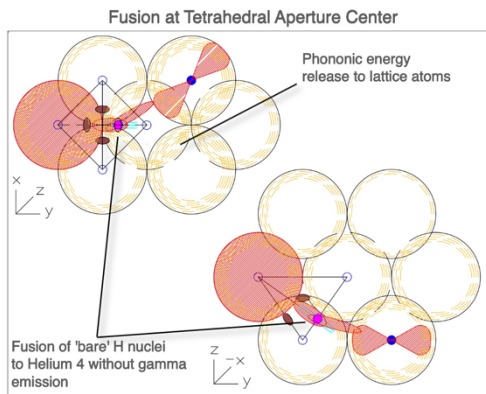 Fusion at Tetrahedral Aperture Center
Phononic energy
release to lattice atoms
x
z
y
Fusion of 'bare' H nuclei
to Helium 4 without gamma
emission
z
-x
y